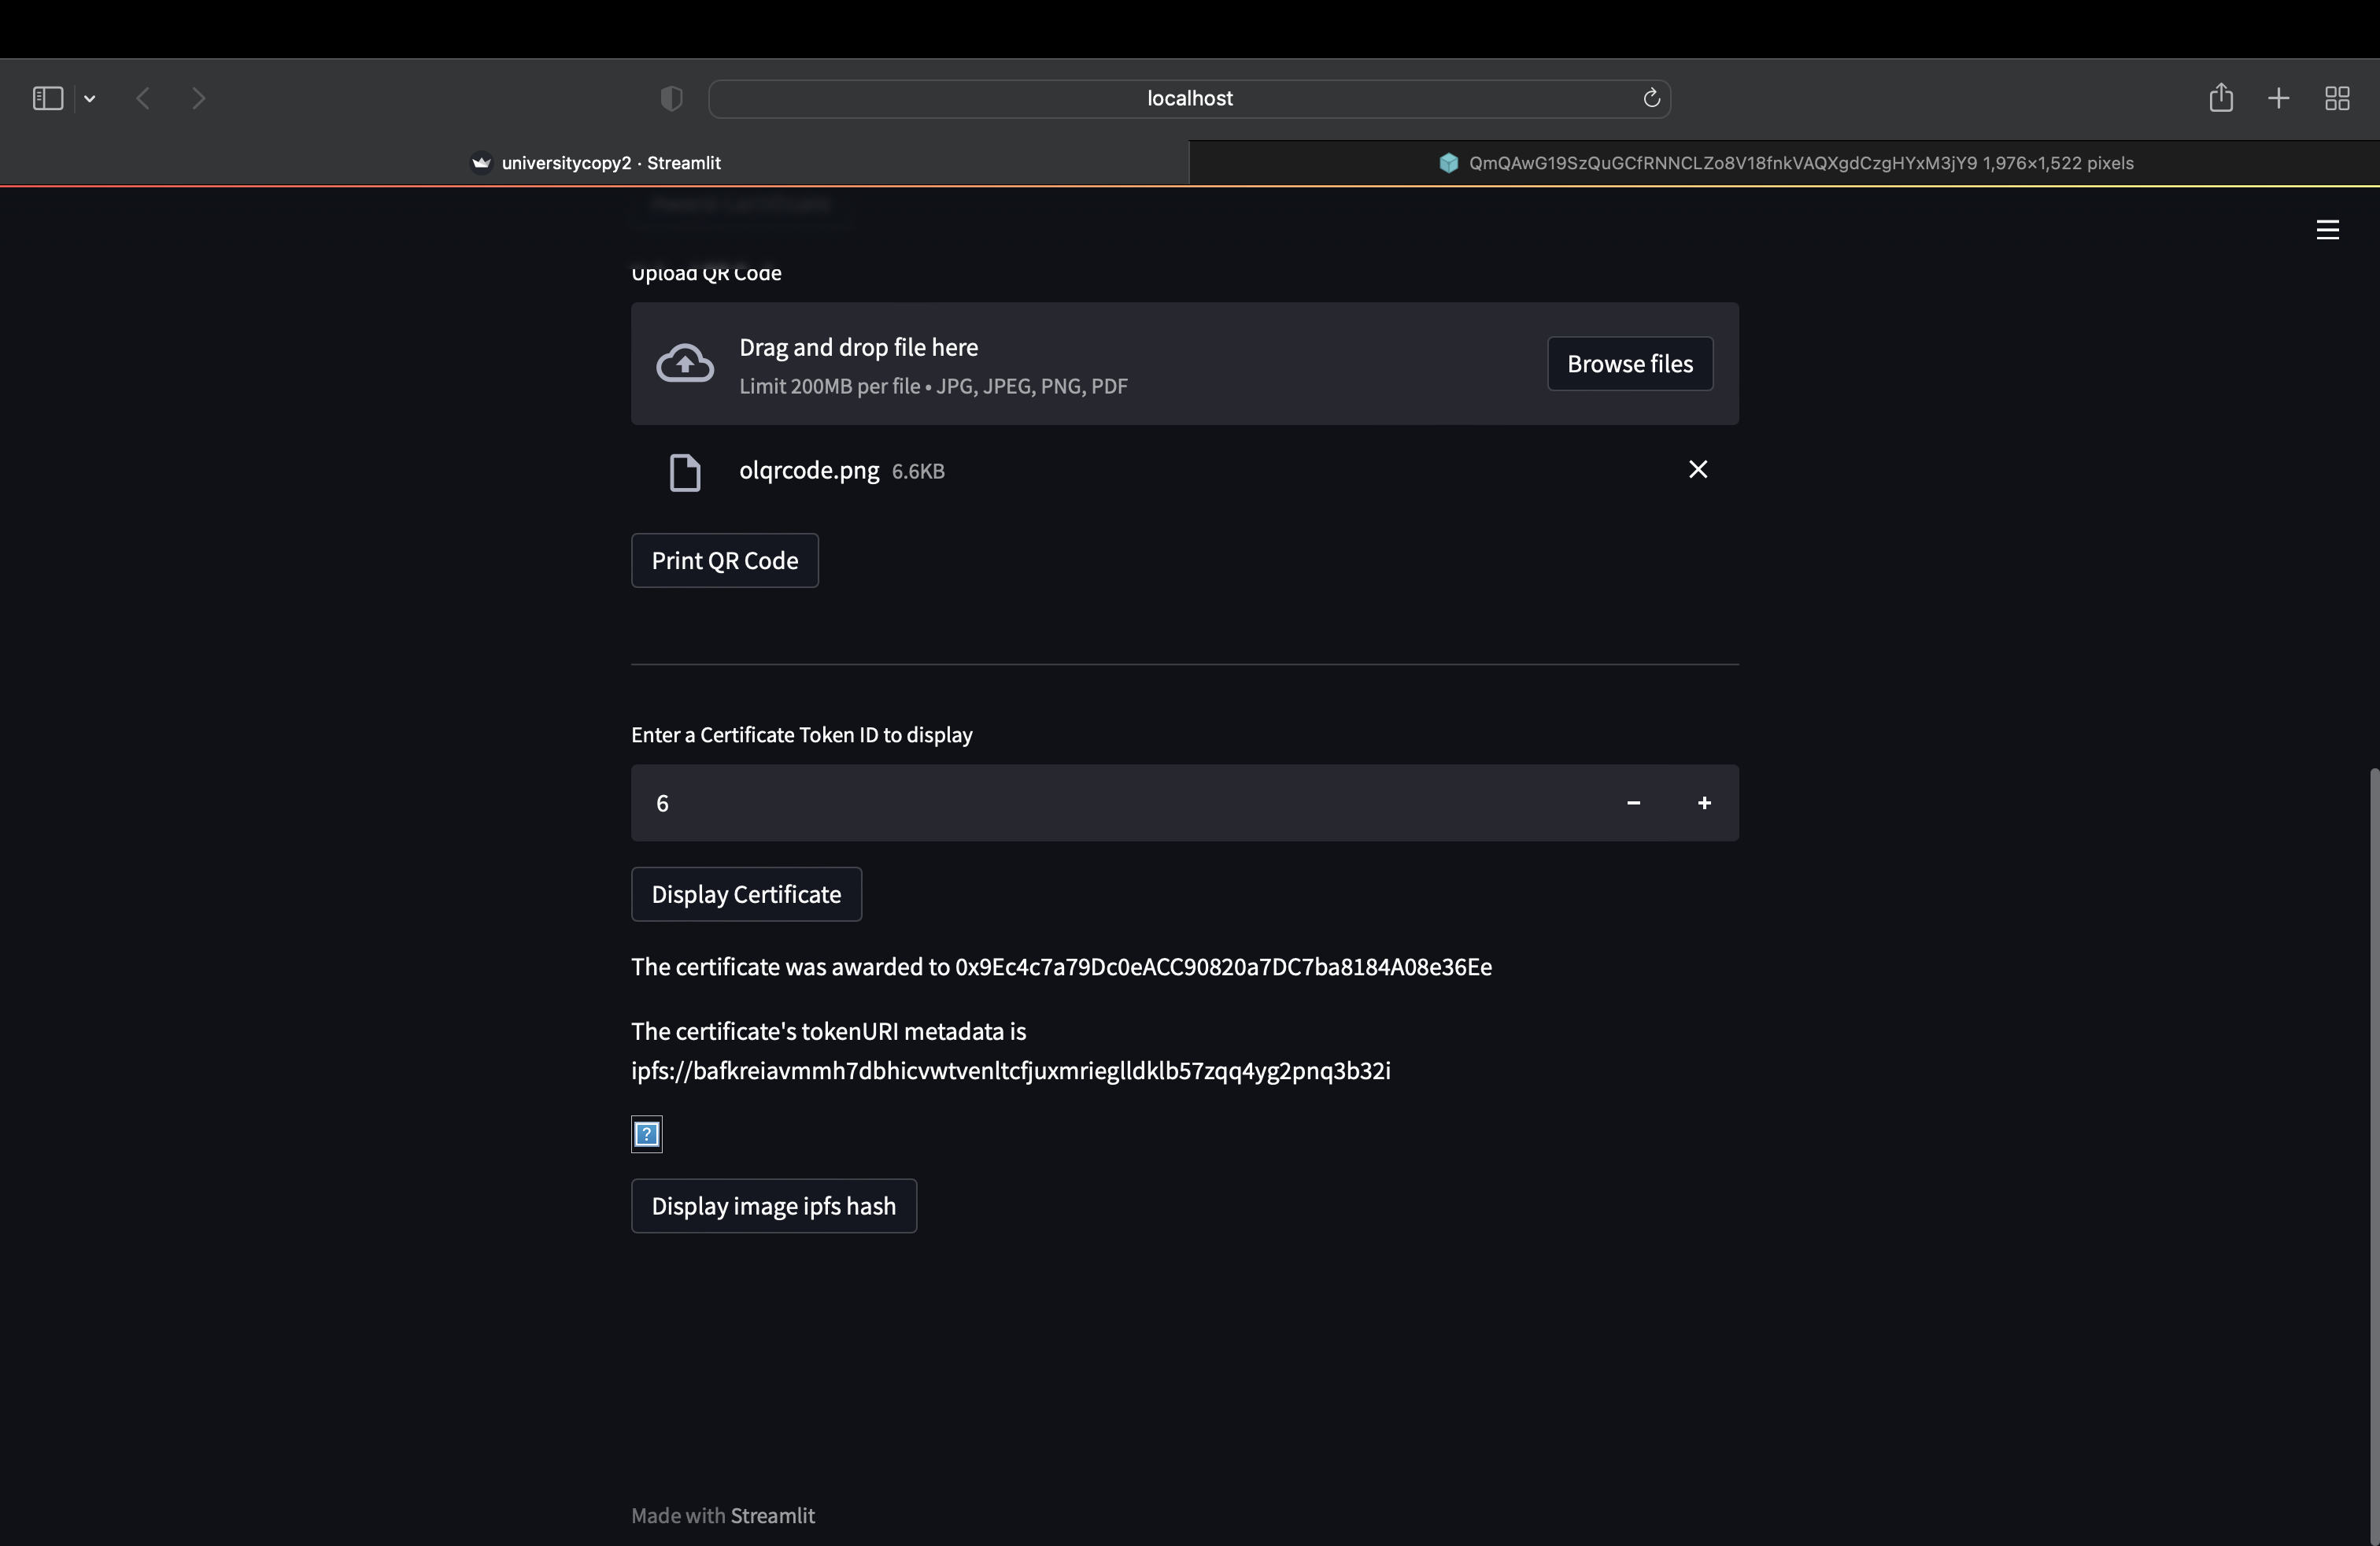 localhost
universitycopy2 · Streamlit
QmQAwG19SzQuGCfRNNCLZo8V18fnkVAQXgdCzgHYxM3jY9 1,976×1,522 pixels
Upload QR Code
Drag and drop file here
Limit 200MB per file • JPG, JPEG, PNG, PDF
Browse files
olqrcode.png 6.6KB
Print QR Code
Enter a Certificate Token ID to display
6
Display Certificate
The certificate was awarded to 0x9Ec4c7a79Dc0eACC90820a7DC7ba8184A08e36Ee
The certificate's tokenURI metadata is
ipfs://bafkreiavmmh7dbhicvwtvenltcfjuxmrieglldklb57zqq4yg2pnq3b32i
?
Display image ipfs hash
Made with Streamlit